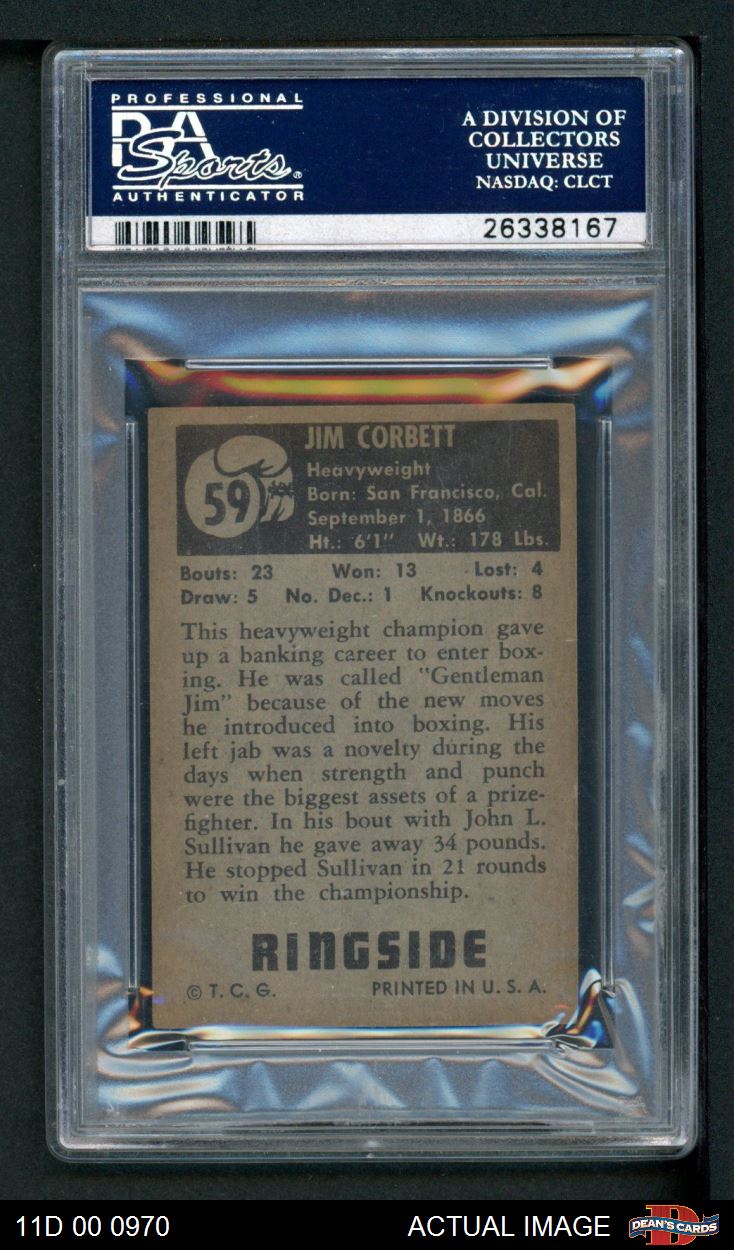 PROFESSIONAL
PSA
Sports®
AUTHENTICATOR
A DIVISION OF
COLLECTORS
UNIVERSE
NASDAQ: CLCT
26338167
59
JIM CORBETT
Heavyweight
Born: San Francisco, Cal.
September 1, 1866
Ht.: 6'1" Wt.: 178 Lbs.
Bouts: 23 Won: 13 Lost: 4
Draw: 5 No. Dec.: 1 Knockouts: 8
This heavyweight champion gave
up a banking career to enter box-
ing. He was called "Gentleman
Jim" because of the new moves
he introduced into boxing. His
left jab was a novelty during the
days when strength and punch
were the biggest assets of a prize-
fighter. In his bout with John L.
Sullivan he gave away 34 pounds.
He stopped Sullivan in 21 rounds
to win the championship.
RINGSIDE
© T. C. G. PRINTED IN U. S. A.
11D 00 0970 ACTUAL IMAGE D DEAN'S CARDS